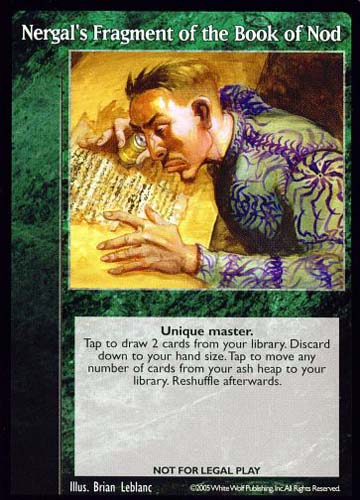 Nergal's Fragment of the Book of Nod
Unique master.
Tap to draw 2 cards from your library. Discard
down to your hand size. Tap to move any
number of cards from your ash heap to your
library. Reshuffle afterwards.
NOT FOR LEGAL PLAY
Illus. Brian Leblanc
©2005 White Wolf Publishing, Inc. All Rights Reserved.